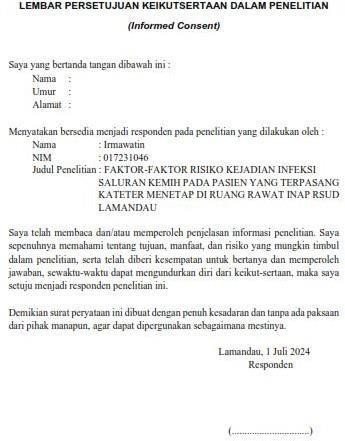 LEMBAR PERSETUJUAN KEIKUTSERTAAN DALAM PENELITIAN
(Informed Consent)
Saya yang bertanda tangan dibawah ini :
Nama :
Umur :
Alamat :
Menyatakan bersedia menjadi responden pada penelitian yang dilakukan oleh :
Nama : Irmawatin
NIM : 017231046
Judul Penelitian : FAKTOR-FAKTOR RISIKO KEJADIAN INFEKSI
SALURAN KEMIH PADA PASIEN YANG TERPASANG
KATETER MENETAP DI RUANG RAWAT INAP RSUD
LAMANDAU
Saya telah membaca dan/atau memperoleh penjelasan informasi penelitian. Saya
sepenuhnya memahami tentang tujuan, manfaat, dan risiko yang mungkin timbul
dalam penelitian, serta telah diberi kesempatan untuk bertanya dan memperoleh
jawaban, sewaktu-waktu dapat mengundurkan diri dari keikut-sertaan, maka saya
setuju menjadi responden penelitian ini.
Demikian surat peryataan ini dibuat dengan penuh kesadaran dan tanpa ada paksaan
dari pihak manapun, agar dapat dipergunakan sebagaimana mestinya.
Lamandau, 1 Juli 2024
Responden
(................................)